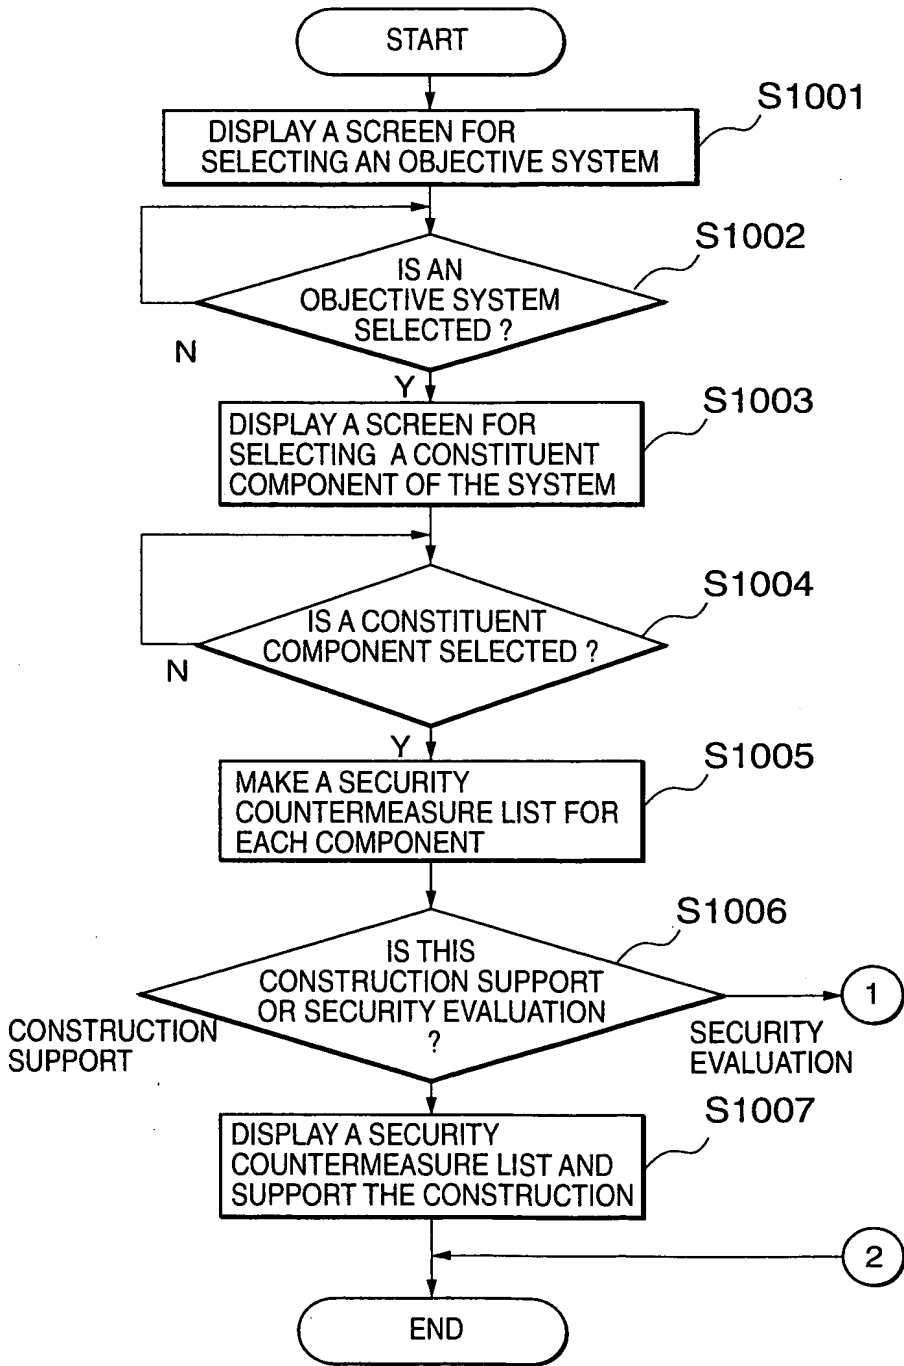 START
S1001
DISPLAY A SCREEN FOR
SELECTING AN OBJECTIVE SYSTEM
S1002
IS AN
OBJECTIVE SYSTEM
SELECTED ?
N
Y
S1003
DISPLAY A SCREEN FOR
SELECTING A CONSTITUENT
COMPONENT OF THE SYSTEM
S1004
IS A CONSTITUENT
COMPONENT SELECTED ?
N
Y
S1005
MAKE A SECURITY
COUNTERMEASURE LIST FOR
EACH COMPONENT
S1006
IS THIS
CONSTRUCTION SUPPORT
OR SECURITY EVALUATION
?
1
CONSTRUCTION
SUPPORT
SECURITY
EVALUATION
S1007
DISPLAY A SECURITY
COUNTERMEASURE LIST AND
SUPPORT THE CONSTRUCTION
2
END